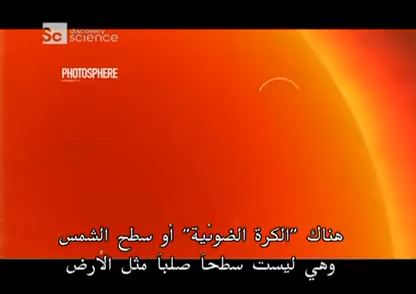 Sc discovery
science
PHOTOSPHERE
هناك "الكرة الضوئية" أو سطح الشمس
وهي ليست سطحاً صلباً مثل الأرض